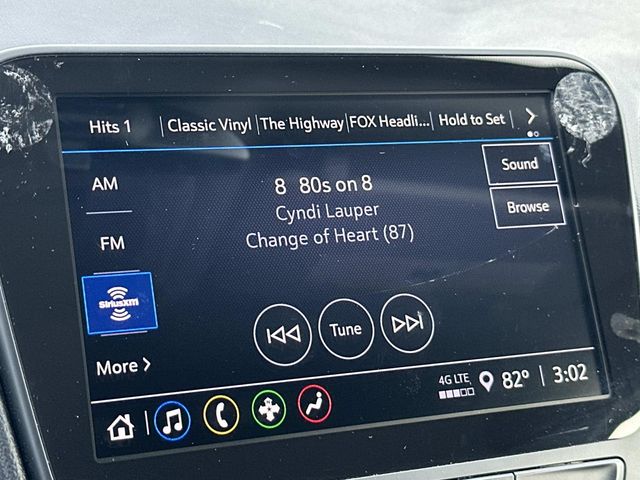 Hits 1 Classic Vinyl The Highway FOX Headli... Hold to Set >
AM
8 80s on 8
Sound
Cyndi Lauper
Browse
FM
Change of Heart (87)
SiriusXM
Tune
More >
4G LTE 82° 3:02